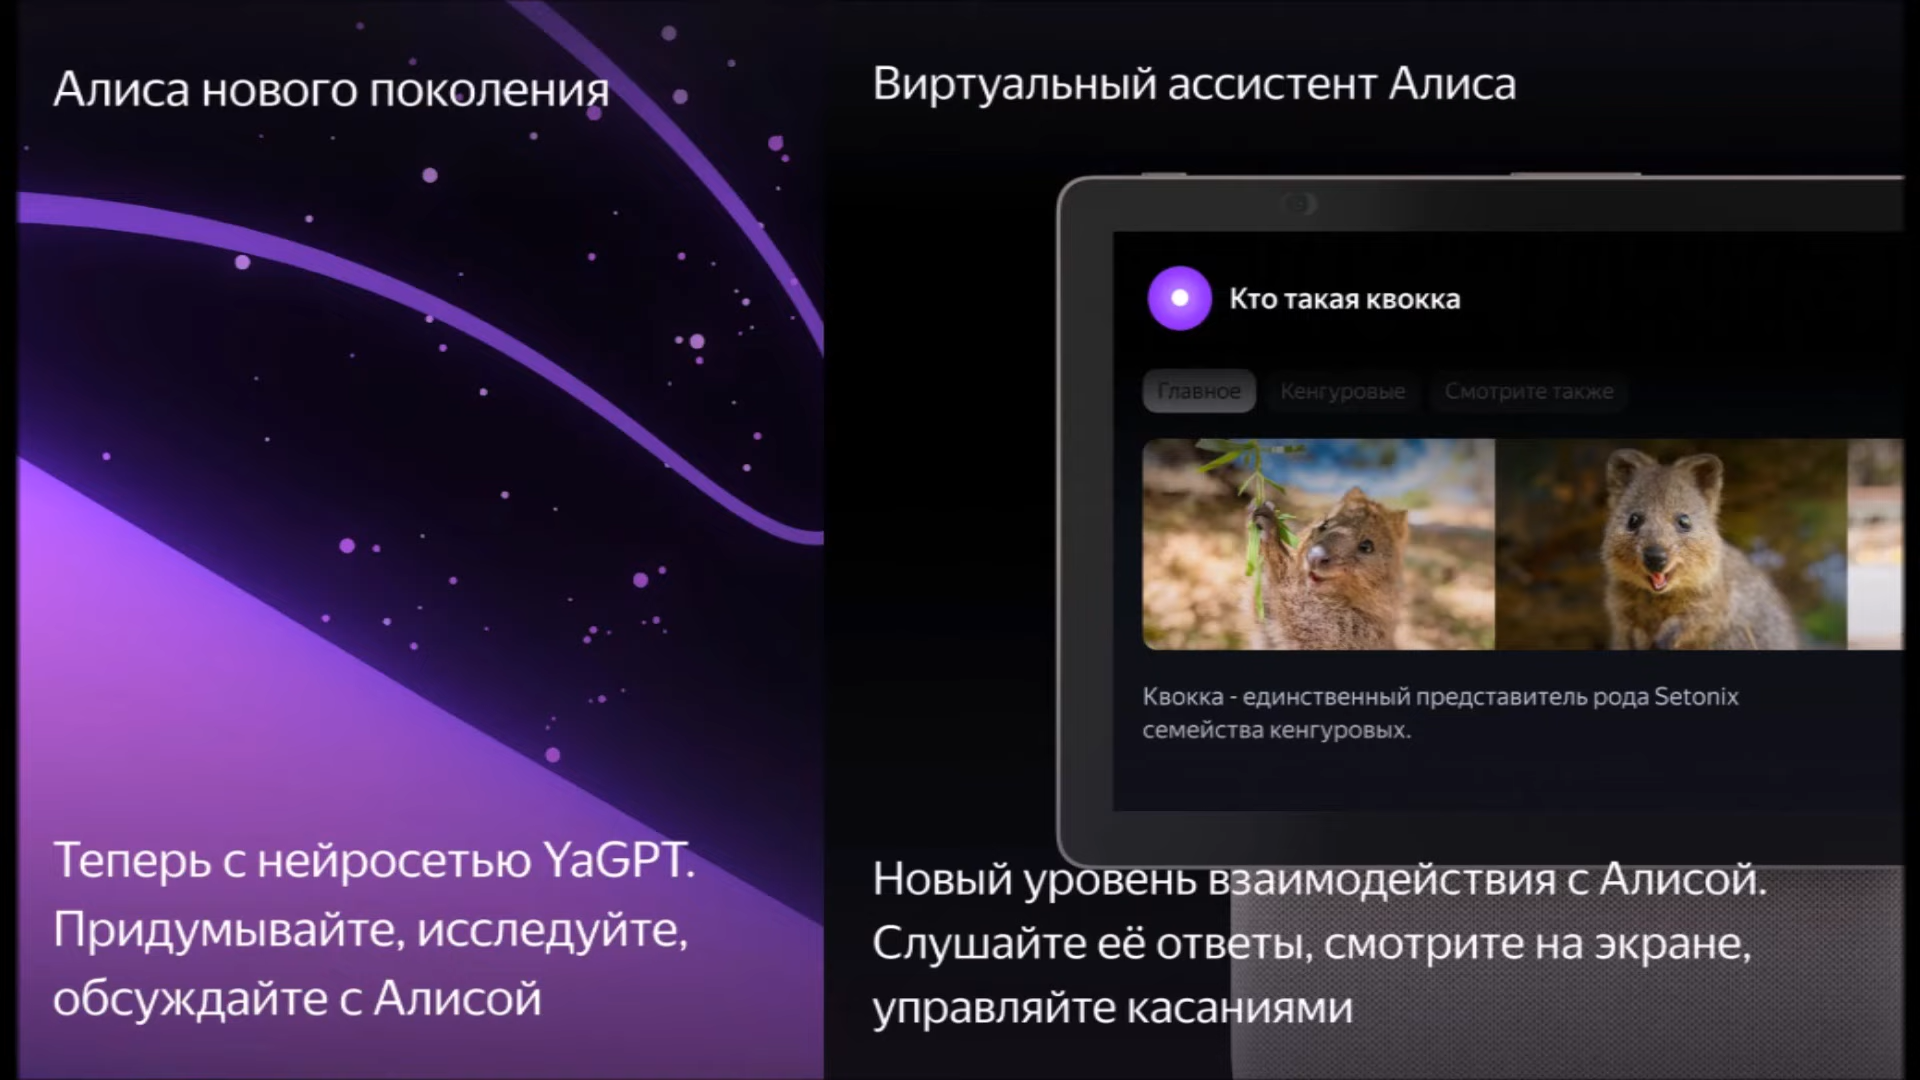 Алиса нового поколения
Теперь с нейросетью YaGPT.
Придумывайте, исследуйте,
обсуждайте с Алисой
Виртуальный ассистент Алиса
Кто такая квокка
Главное Кенгуровые Смотрите также
Квокка - единственный представитель рода Setonix
семейства кенгуровых.
Новый уровень взаимодействия с Алисой.
Слушайте её ответы, смотрите на экране,
управляйте касаниями